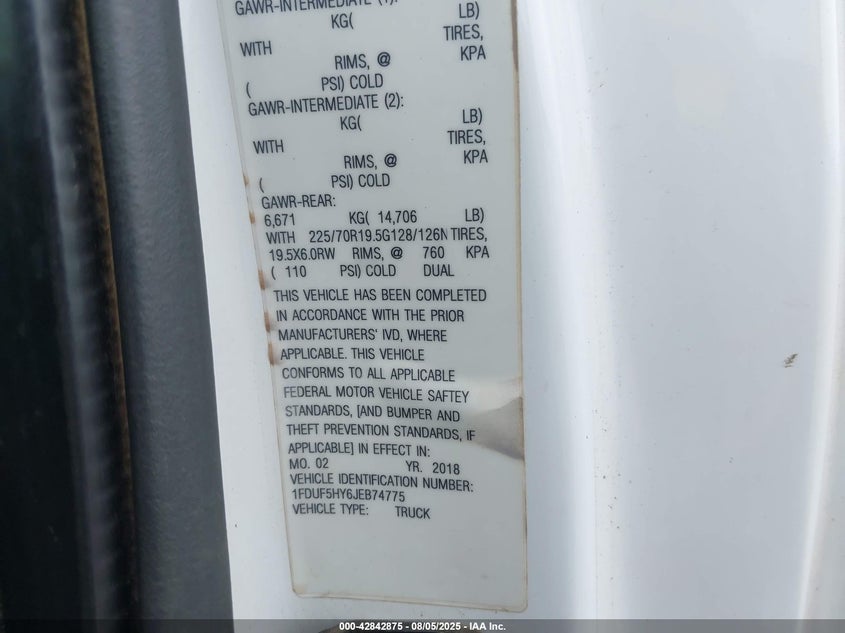 GAWR-INTERMEDIATE (1):
KG( LB)
WITH TIRES,
RIMS, @ KPA
( PSI) COLD
GAWR-INTERMEDIATE (2):
KG( LB)
WITH TIRES,
RIMS, @ KPA
( PSI) COLD
GAWR-REAR:
6,671 KG( 14,706 LB)
WITH 225/70R19.5G128/126N TIRES,
19.5X6.0RW RIMS, @ 760 KPA
( 110 PSI) COLD DUAL
THIS VEHICLE HAS BEEN COMPLETED
IN ACCORDANCE WITH THE PRIOR
MANUFACTURERS' IVD, WHERE
APPLICABLE. THIS VEHICLE
CONFORMS TO ALL APPLICABLE
FEDERAL MOTOR VEHICLE SAFTEY
STANDARDS, [AND BUMPER AND
THEFT PREVENTION STANDARDS, IF
APPLICABLE] IN EFFECT IN:
MO. 02 YR. 2018
VEHICLE IDENTIFICATION NUMBER:
1FDUF5HY6JEB74775
VEHICLE TYPE: TRUCK
000-42842875 - 08/05/2025 - IAA Inc.